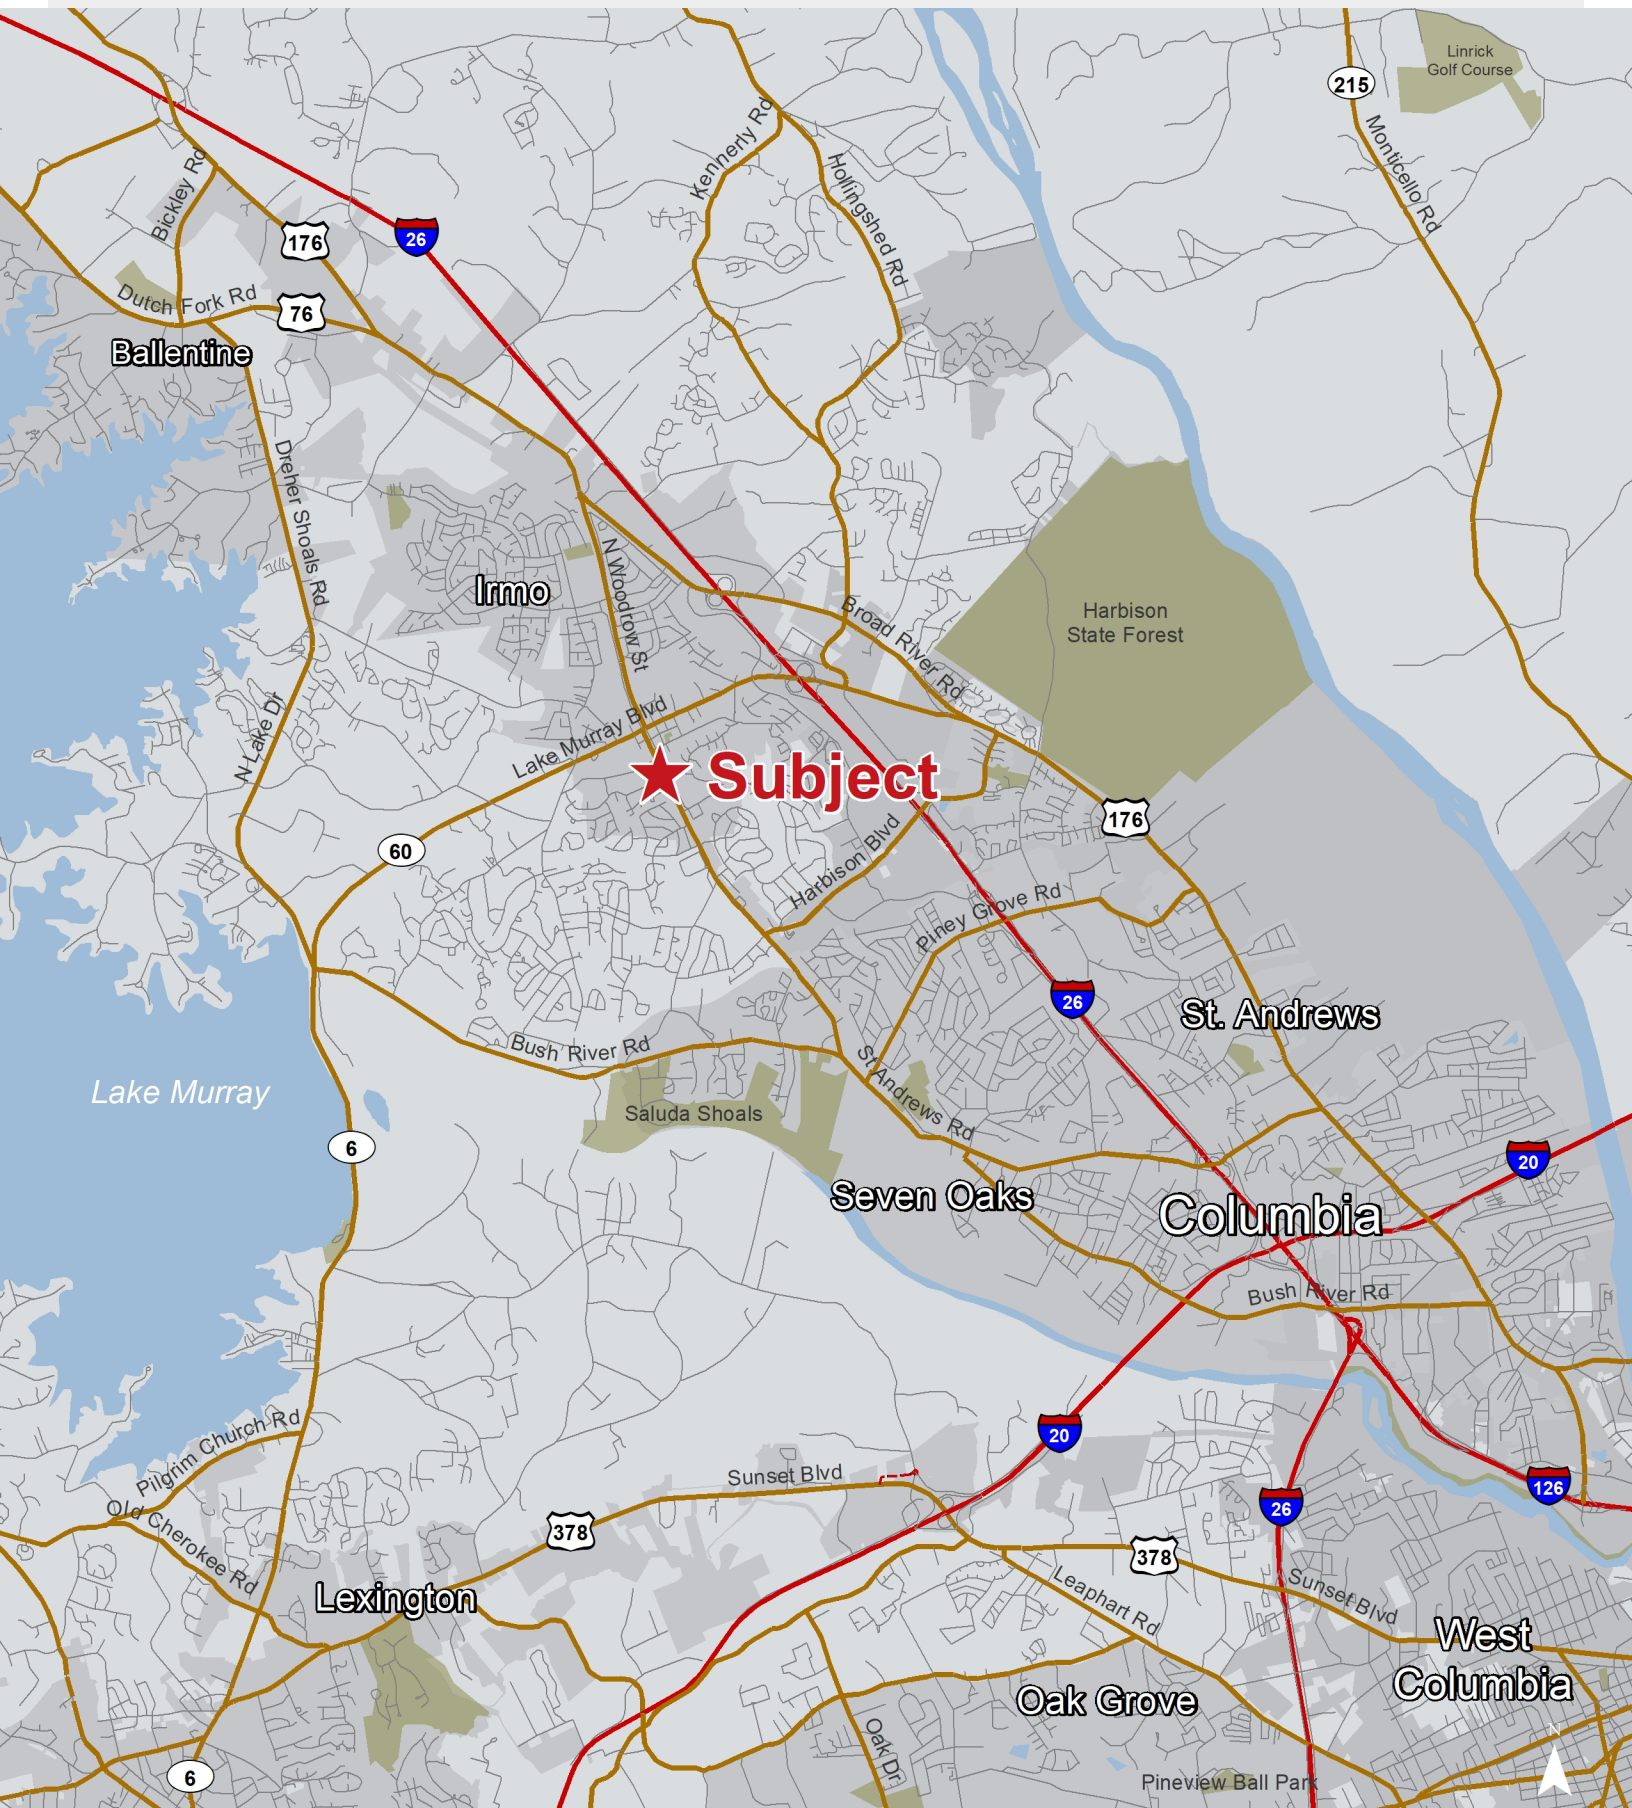 Linrick
Golf Course
215
Monticello Rd
Kennerly Rd
Hollingshed Rd
Bickley Rd
176
26
Dutch Fork Rd
76
Ballentine
Dreher Shoals Rd
Irmo
N Woodrow St
Harbison
State Forest
Broad River Rd
N Lake Dr
Lake Murray Blvd
Subject
176
60
Harbison Blvd
Piney Grove Rd
26
St. Andrews
Bush River Rd
St Andrews Rd
Lake Murray
Saluda Shoals
6
20
Seven Oaks
Columbia
Bush River Rd
Pilgrim Church Rd
20
Sunset Blvd
126
26
Old Cherokee Rd
378
378
Lexington
Leaphart Rd
Sunset Blvd
West
Columbia
Oak Grove
Oak Dr
N
6
Pineview Ball Park